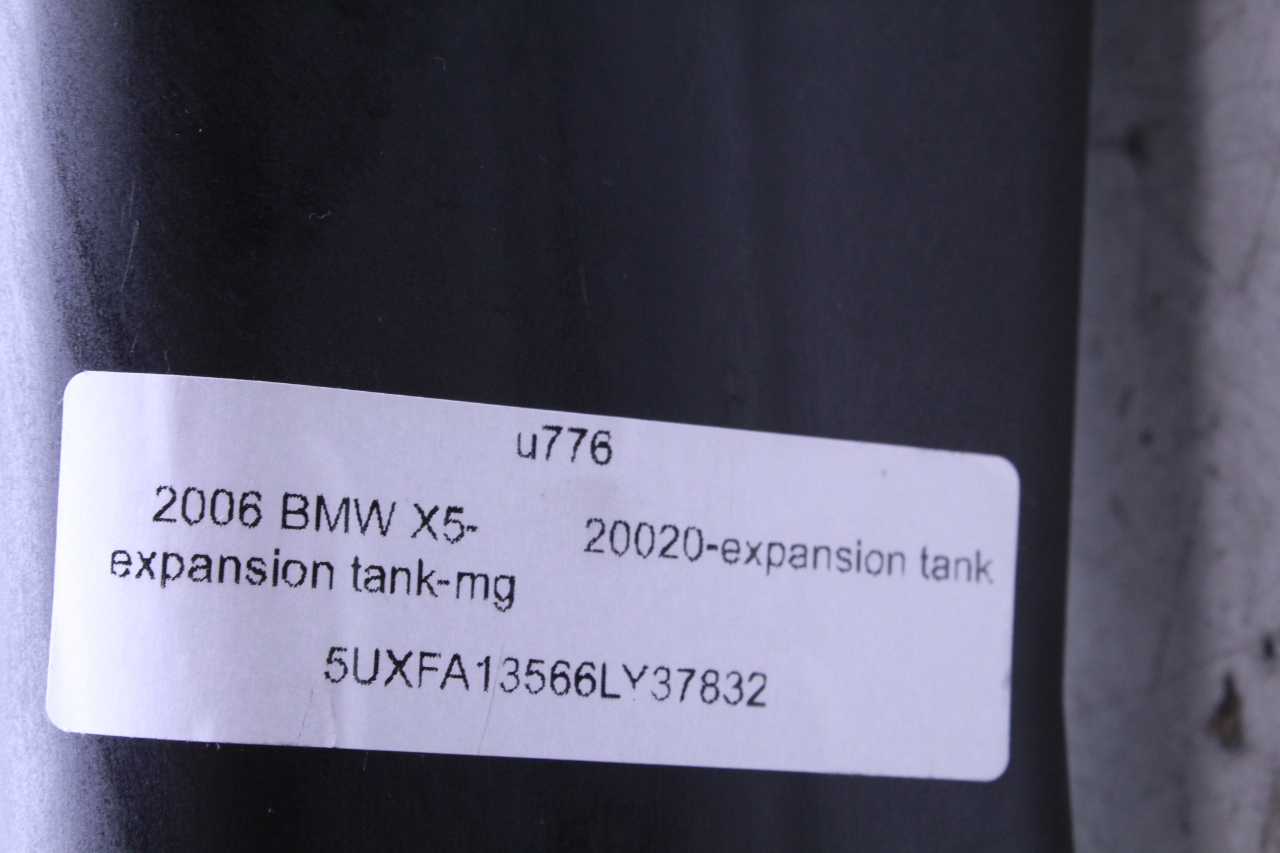 u776
2006 BMW X5-
expansion tank-mg
20020-expansion tank
5UXFA13566LY37832